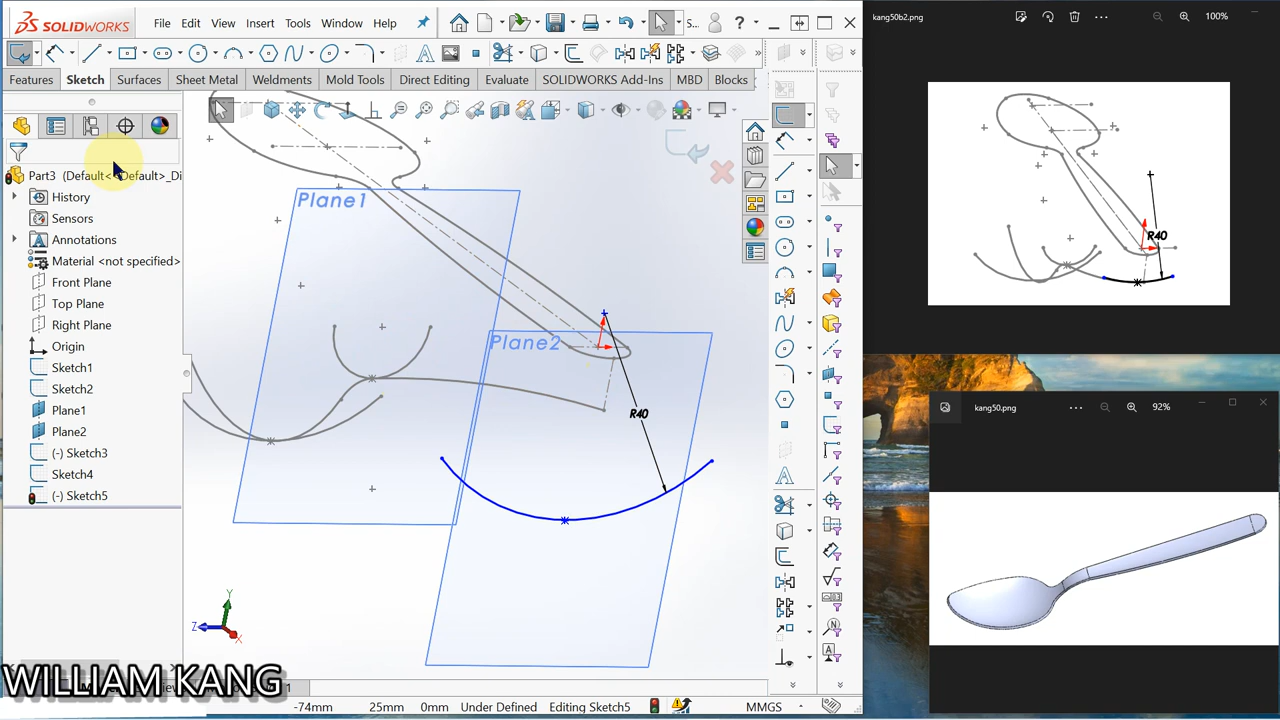 SOLIDWORKS
File Edit View Insert Tools Window Help
S...
Features Sketch Surfaces Sheet Metal Weldments Mold Tools Direct Editing Evaluate SOLIDWORKS Add-Ins MBD Blocks
Part3 (Default<<Default>_Di
History
Sensors
Annotations
Material <not specified>
Front Plane
Top Plane
Right Plane
Origin
Sketch1
Sketch2
Plane1
Plane2
(-) Sketch3
Sketch4
(-) Sketch5
Plane1
Plane2
R40
Y
Z
X
WILLIAM KANG
-74mm 25mm 0mm Under Defined Editing Sketch5 MMGS
kang50b2.png 100%
R40
kang50.png 92%